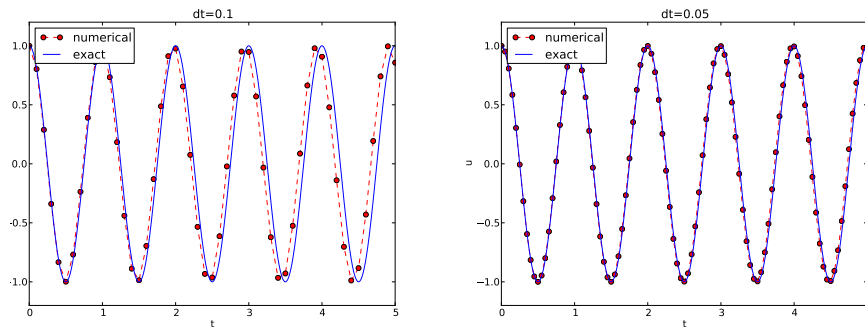 dt=0.1
numerical
exact
1.0
0.5
0.0
-0.5
-1.0
0 1 2 3 4 5
t
dt=0.05
numerical
exact
u
1.0
0.5
0.0
−0.5
−1.0
0 1 2 3 4
t